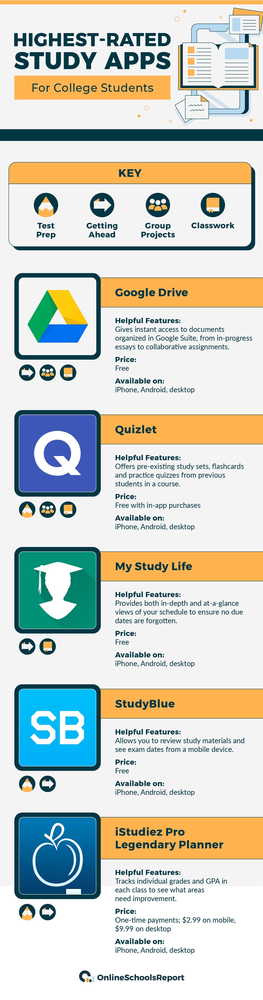 HIGHEST-RATED
STUDY APPS
For College Students
KEY
Test
Prep
Getting
Ahead
Group
Projects
Classwork
Google Drive
Helpful Features:
Gives instant access to documents
organized in Google Suite, from in-progress
essays to collaborative assignments.
Price:
Free
Available on:
iPhone, Android, desktop
Q
Quizlet
Helpful Features:
Offers pre-existing study sets, flashcards
and practice quizzes from previous
students in a course.
Price:
Free with in-app purchases
Available on:
iPhone, Android, desktop
My Study Life
Helpful Features:
Provides both in-depth and at-a-glance
views of your schedule to ensure no due
dates are forgotten.
Price:
Free
Available on:
iPhone, Android, desktop
SB
StudyBlue
Helpful Features:
Allows you to review study materials and
see exam dates from a mobile device.
Price:
Free
Available on:
iPhone, Android, desktop
iStudiez Pro
Legendary Planner
Helpful Features:
Tracks individual grades and GPA in
each class to see what areas
need improvement.
Price:
One-time payments; $2.99 on mobile,
$9.99 on desktop
Available on:
iPhone, Android, desktop
OnlineSchoolsReport